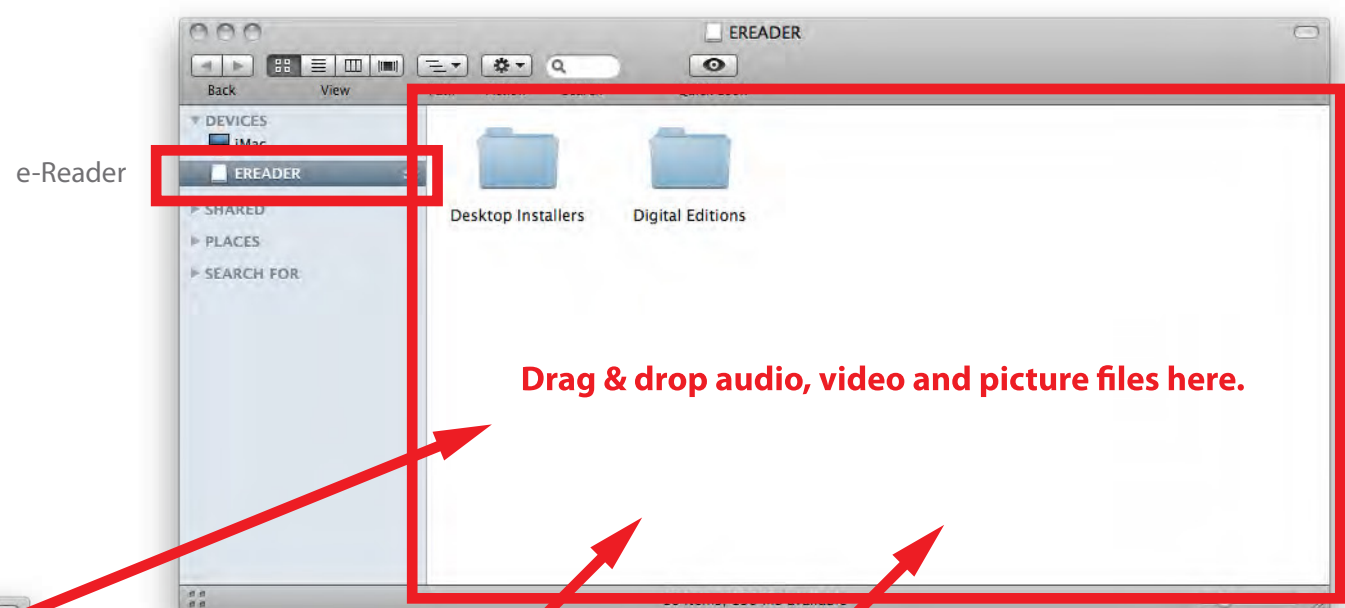 EREADER
Back View
DEVICES
iMac
e-Reader
EREADER
SHARED
PLACES
SEARCH FOR
Desktop Installers Digital Editions
Drag & drop audio, video and picture files here.